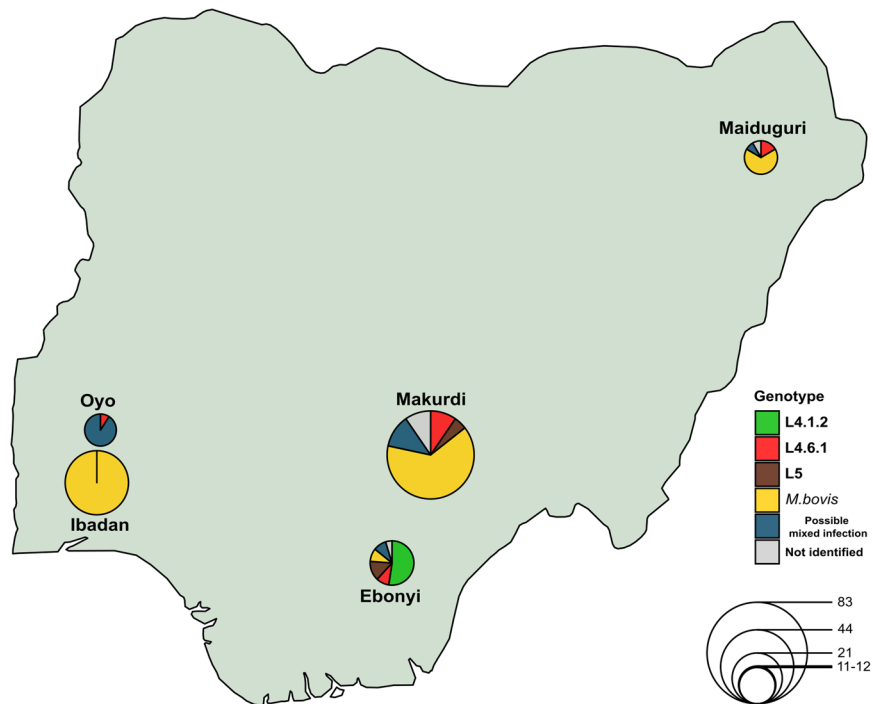 Maiduguri
Oyo
Makurdi
Ibadan
Ebonyi
Genotype
L4.1.2
L4.6.1
L5
M.bovis
Possible
mixed infection
Not identified
83
44
21
11-12